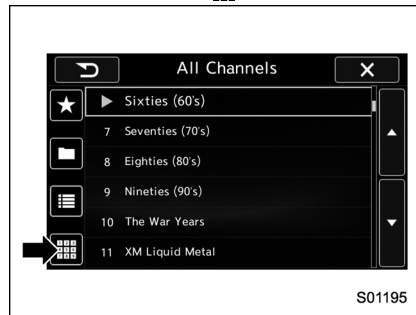 All Channels
Sixties (60's)
7 Seventies (70's)
8 Eighties (80's)
9 Nineties (90's)
10 The War Years
11 XM Liquid Metal
S01195